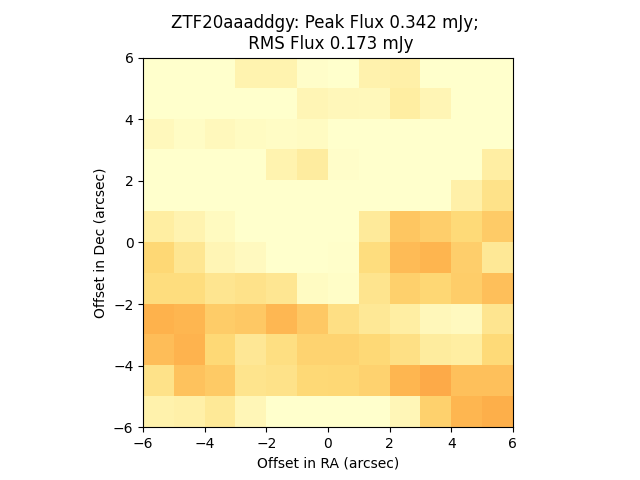 ZTF20aaaddgy: Peak Flux 0.342 mJy;
RMS Flux 0.173 mJy
6
4
2
0
−2
−4
−6
Offset in Dec (arcsec)
−6 −4 −2 0 2 4 6
Offset in RA (arcsec)